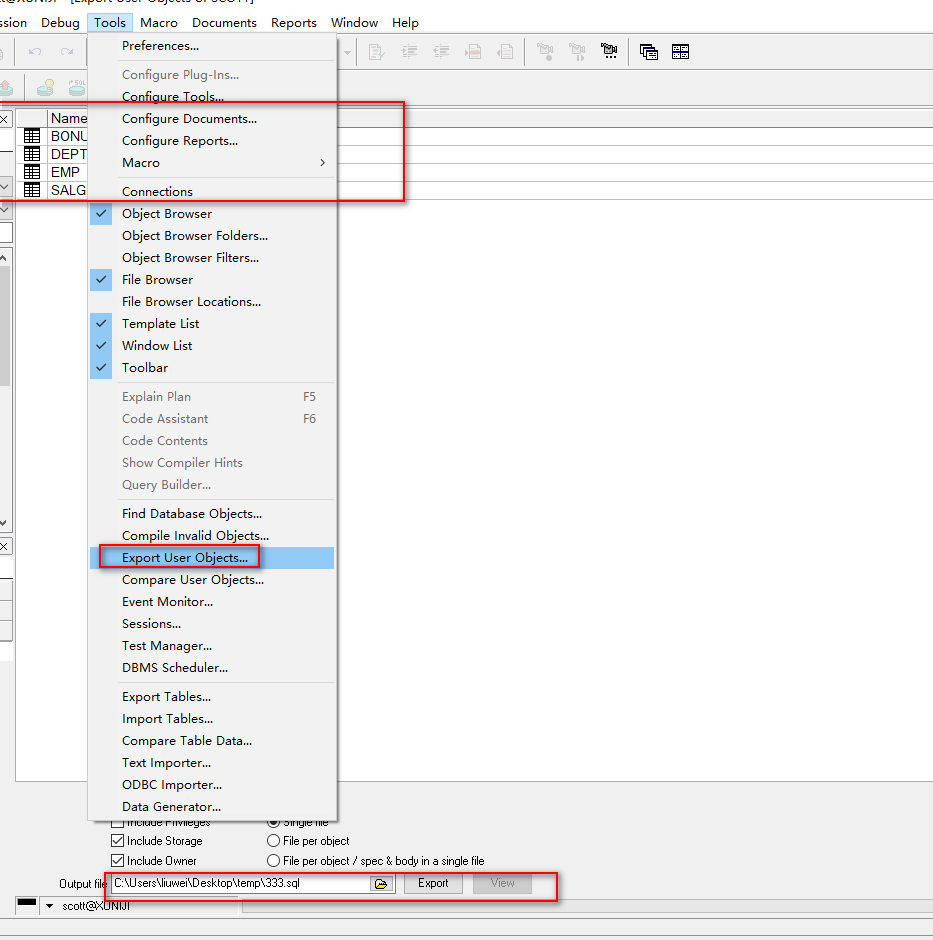 [Export User Objects of SCOTT]
Debug Tools Macro Documents Reports Window Help
Preferences...
Configure Plug-Ins...
Configure Tools...
Name
Configure Documents...
Configure Reports...
DEPT
Macro
EMP
Connections
Object Browser
Object Browser Folders...
Object Browser Filters...
File Browser
File Browser Locations...
Template List
Window List
Toolbar
Explain Plan F5
Code Assistant F6
Code Contents
Show Compiler Hints
Query Builder...
Find Database Objects...
Compile Invalid Objects...
Export User Objects...
Compare User Objects...
Event Monitor...
Sessions...
Test Manager...
DBMS Scheduler...
Export Tables...
Import Tables...
Compare Table Data...
Text Importer...
ODBC Importer...
Data Generator...
Include Privileges Single file
Include Storage File per object
Include Owner File per object / spec & body in a single file
Output file C:\Users\liuwei\Desktop\temp\333.sql Export View
scott@XUNIJI